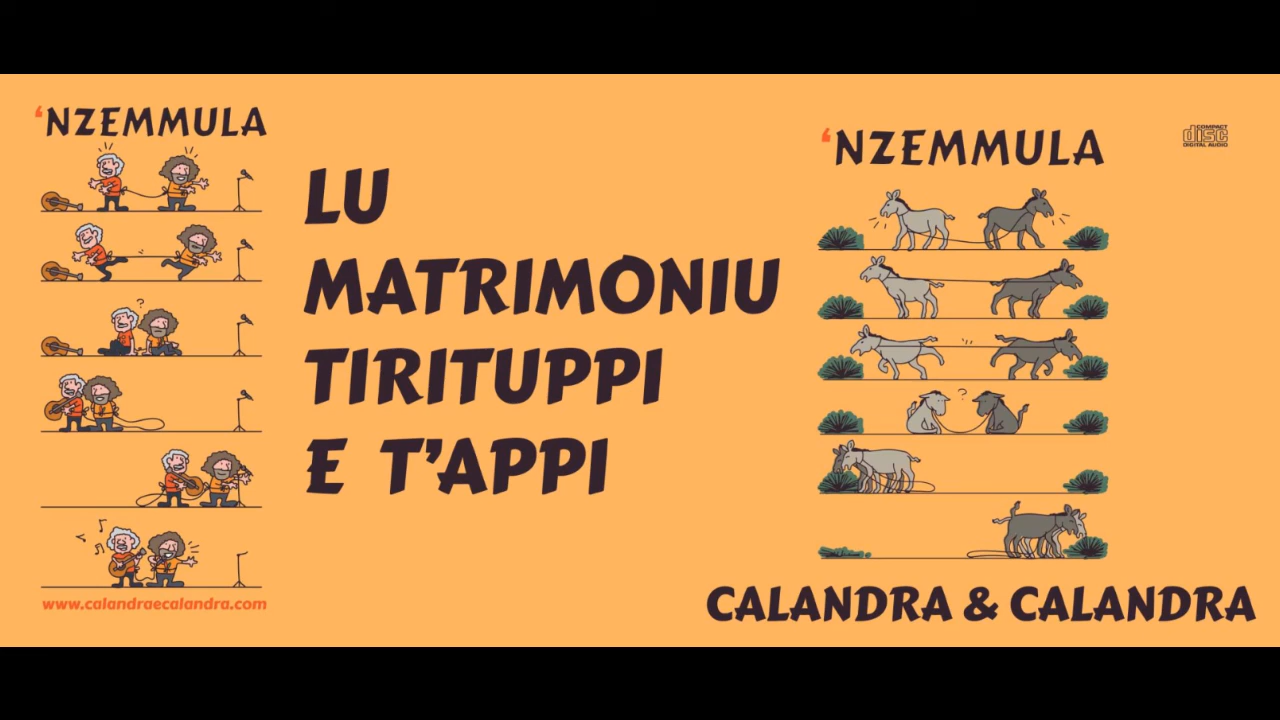 ‘NZEMMULA
?
www.calandraecalandra.com
LU
MATRIMONIU
TIRITUPPI
E T’APPI
‘NZEMMULA
COMPACT
disc
DIGITAL AUDIO
?
CALANDRA & CALANDRA